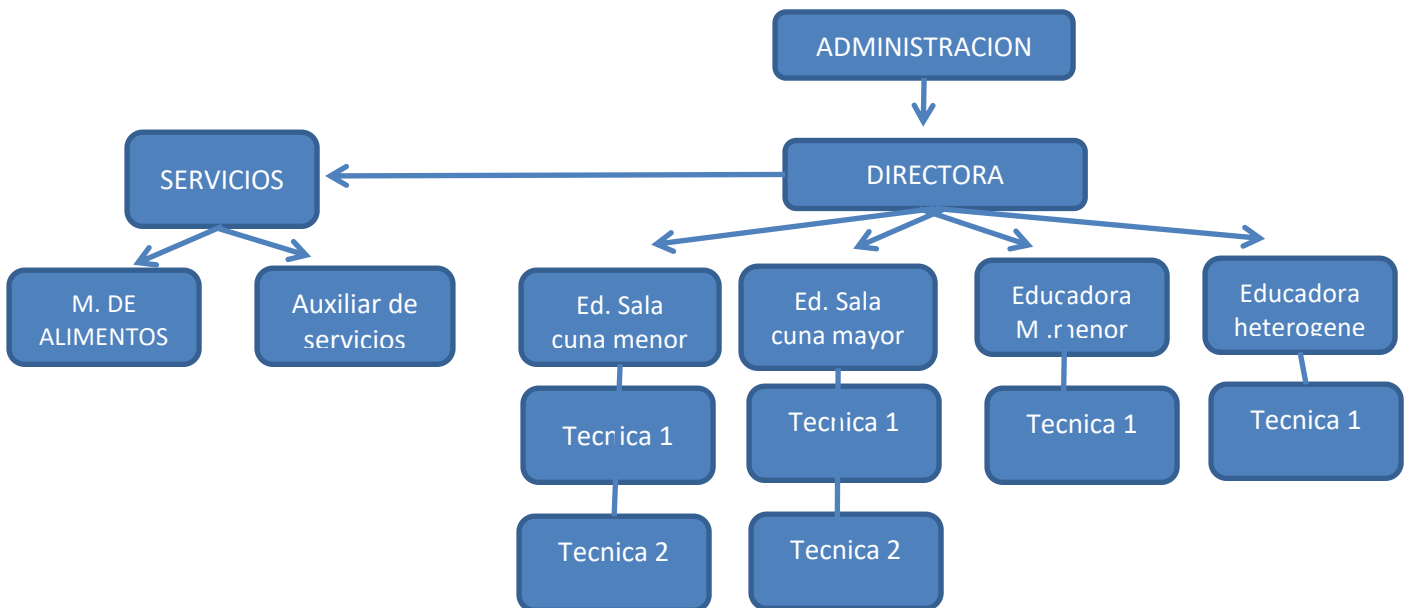 ADMINISTRACION
SERVICIOS
DIRECTORA
M. DE
ALIMENTOS
Auxiliar de
servicios
Ed. Sala
cuna menor
Ed. Sala
cuna mayor
Educadora
M .menor
Educadora
heterogene
Tecnica 1
Tecnica 1
Tecnica 1
Tecnica 1
Tecnica 2
Tecnica 2